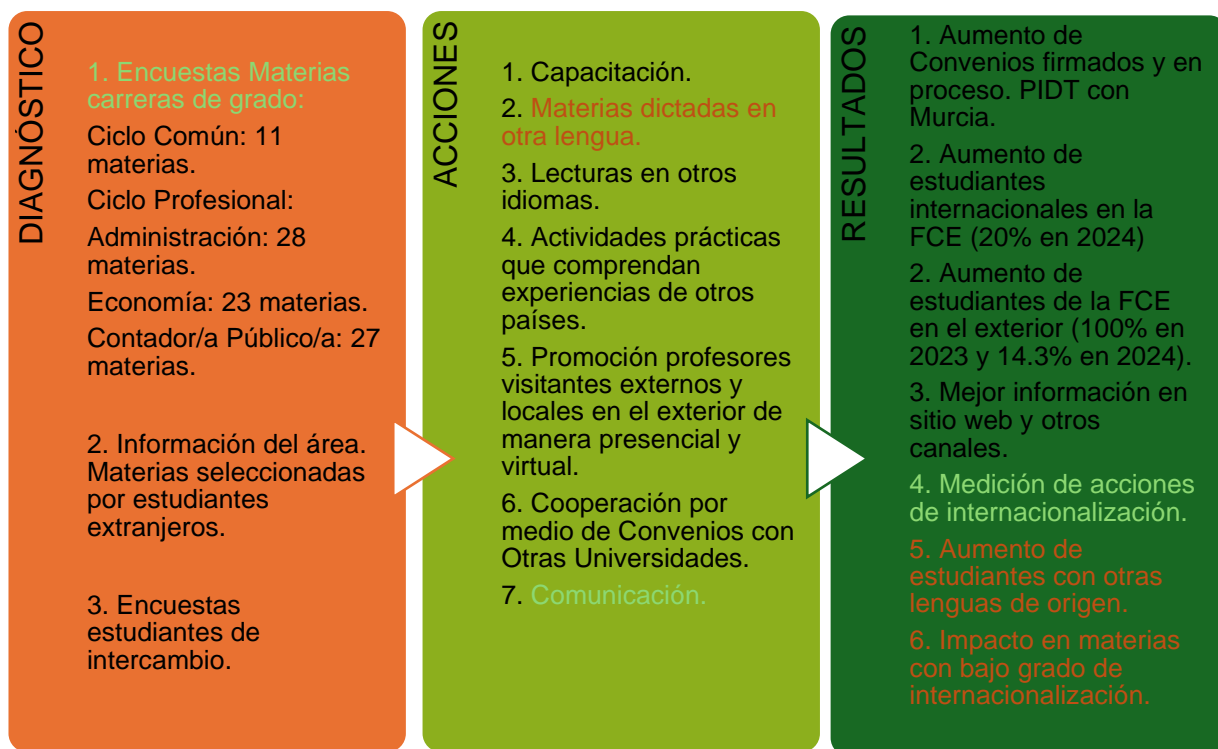 DIAGNÓSTICO
1. Encuestas Materias
carreras de grado:
Ciclo Común: 11
materias.
Ciclo Profesional:
Administración: 28
materias.
Economía: 23 materias.
Contador/a Público/a: 27
materias.
2. Información del área.
Materias seleccionadas
por estudiantes
extranjeros.
3. Encuestas
estudiantes de
intercambio.
ACCIONES
1. Capacitación.
2. Materias dictadas en
otra lengua.
3. Lecturas en otros
idiomas.
4. Actividades prácticas
que comprendan
experiencias de otros
países.
5. Promoción profesores
visitantes externos y
locales en el exterior de
manera presencial y
virtual.
6. Cooperación por
medio de Convenios con
Otras Universidades.
7. Comunicación.
RESULTADOS
1. Aumento de
Convenios firmados y en
proceso. PIDT con
Murcia.
2. Aumento de
estudiantes
internacionales en la
FCE (20% en 2024)
2. Aumento de
estudiantes de la FCE
en el exterior (100% en
2023 y 14.3% en 2024).
3. Mejor información en
sitio web y otros
canales.
4. Medición de acciones
de internacionalización.
5. Aumento de
estudiantes con otras
lenguas de origen.
6. Impacto en materias
con bajo grado de
internacionalización.